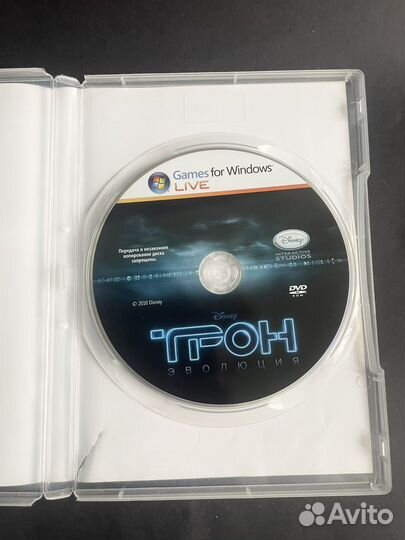 Games for Windows
LIVE
Передача и незаконное
копирование диска
запрещены.
Disney
INTERACTIVE
STUDIOS
© 2010 Disney
DVD
ROM
Disney
ТРОН
ЭВОЛЮЦИЯ
Avito